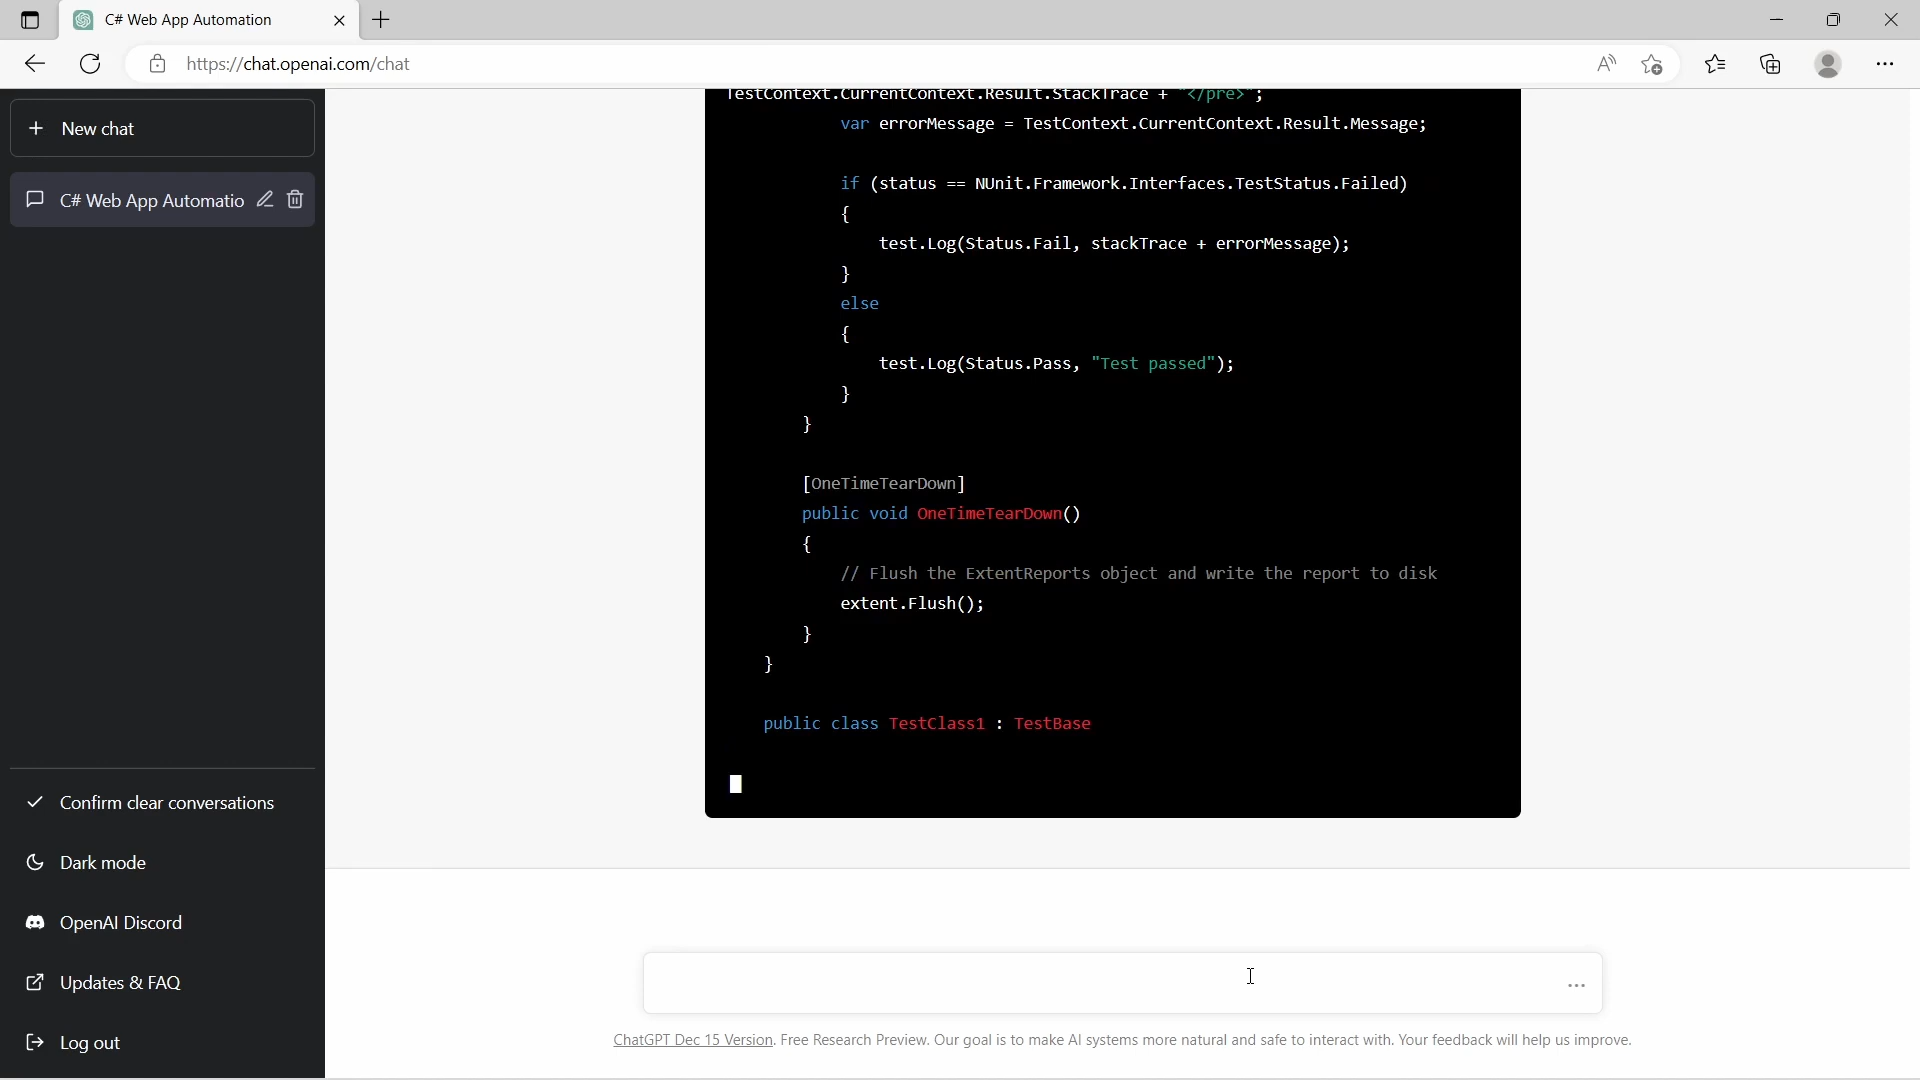 C# Web App Automation
https://chat.openai.com/chat
New chat
C# Web App Automatio
TestContext.CurrentContext.Result.StackTrace + "</pre>";
var errorMessage = TestContext.CurrentContext.Result.Message;
if (status == NUnit.Framework.Interfaces.TestStatus.Failed)
{
test.Log(Status.Fail, stackTrace + errorMessage);
}
else
{
test.Log(Status.Pass, "Test passed");
}
}
[OneTimeTearDown]
public void OneTimeTearDown()
{
// Flush the ExtentReports object and write the report to disk
extent.Flush();
}
}
public class TestClass1 : TestBase
Confirm clear conversations
Dark mode
OpenAI Discord
Updates & FAQ
Log out
ChatGPT Dec 15 Version. Free Research Preview. Our goal is to make AI systems more natural and safe to interact with. Your feedback will help us improve.